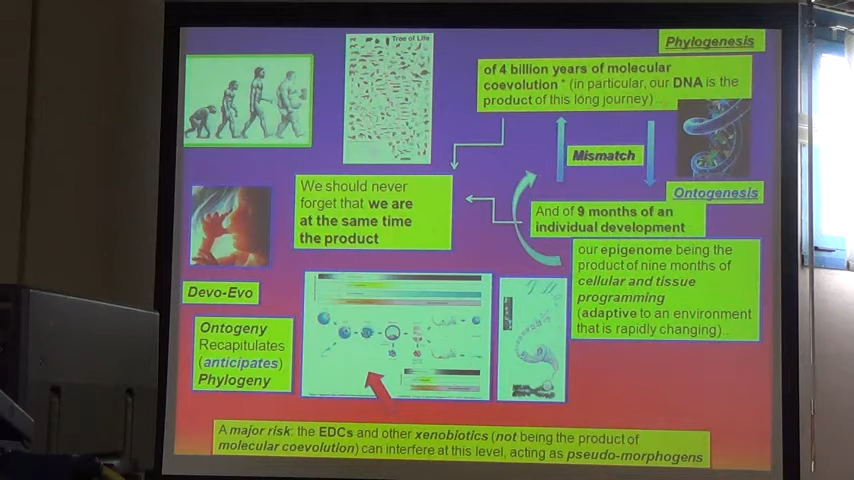 Tree of Life
Phylogenesis
of 4 billion years of molecular
coevolution * (in particular, our DNA is the
product of this long journey)...
Mismatch
We should never
forget that we are
at the same time
the product
Ontogenesis
And of 9 months of an
individual development
our epigenome being the
product of nine months of
cellular and tissue
programming
(adaptive to an environment
that is rapidly changing)..
Devo-Evo
Ontogeny
Recapitulates
(anticipates)
Phylogeny
A major risk: the EDCs and other xenobiotics (not being the product of
molecular coevolution) can interfere at this level, acting as pseudo-morphogens